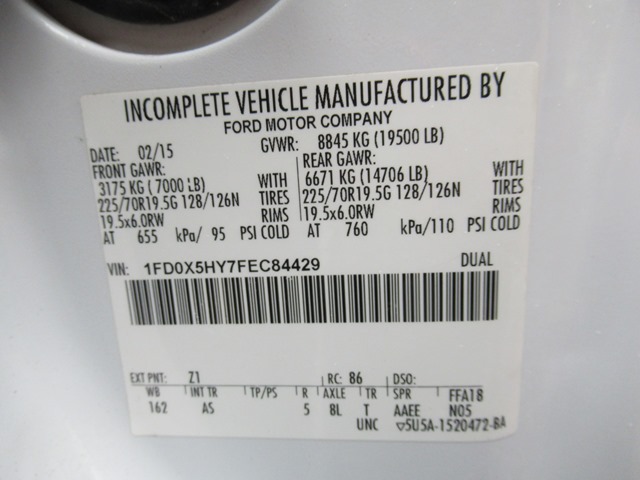 INCOMPLETE VEHICLE MANUFACTURED BY
FORD MOTOR COMPANY
DATE: 02/15 GVWR: 8845 KG (19500 LB)
FRONT GAWR: REAR GAWR:
3175 KG ( 7000 LB) WITH 6671 KG (14706 LB) WITH
225/70R19.5G 128/126N TIRES 225/70R19.5G 128/126N TIRES
19.5x6.0RW RIMS 19.5x6.0RW RIMS
AT 655 kPa/ 95 PSI COLD AT 760 kPa/110 PSI COLD
VIN: 1FD0X5HY7FEC84429 DUAL
EXT PNT: Z1 RC: 86 DSO:
WB INT TR TP/PS R AXLE TR SPR FFA18
162 AS 5 8L T AAEE N05
UNC ▽5U5A-1520472-BA